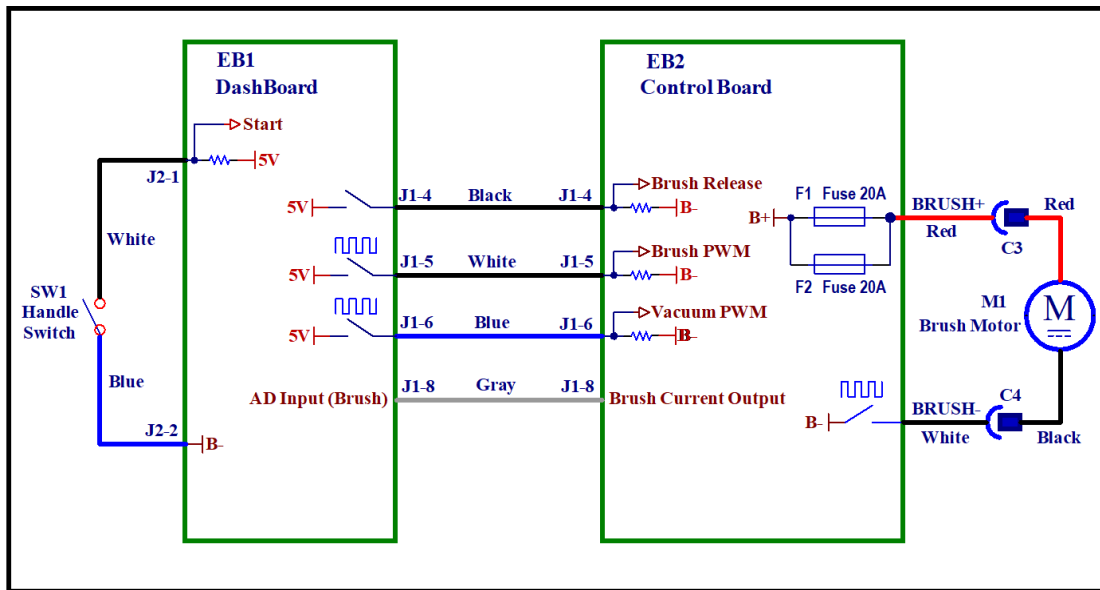 EB1
DashBoard
EB2
Control Board
Start
5V
J2-1
White
SW1
Handle
Switch
Blue
J2-2
B-
5V
J1-4
Black
J1-4
Brush Release
B-
5V
J1-5
White
J1-5
Brush PWM
B-
5V
J1-6
Blue
J1-6
Vacuum PWM
B-
AD Input (Brush)
J1-8
Gray
J1-8
Brush Current Output
F1 Fuse 20A
B+
F2 Fuse 20A
BRUSH+
Red
C3
Red
M1
Brush Motor
M
B-
BRUSH-
White
C4
Black